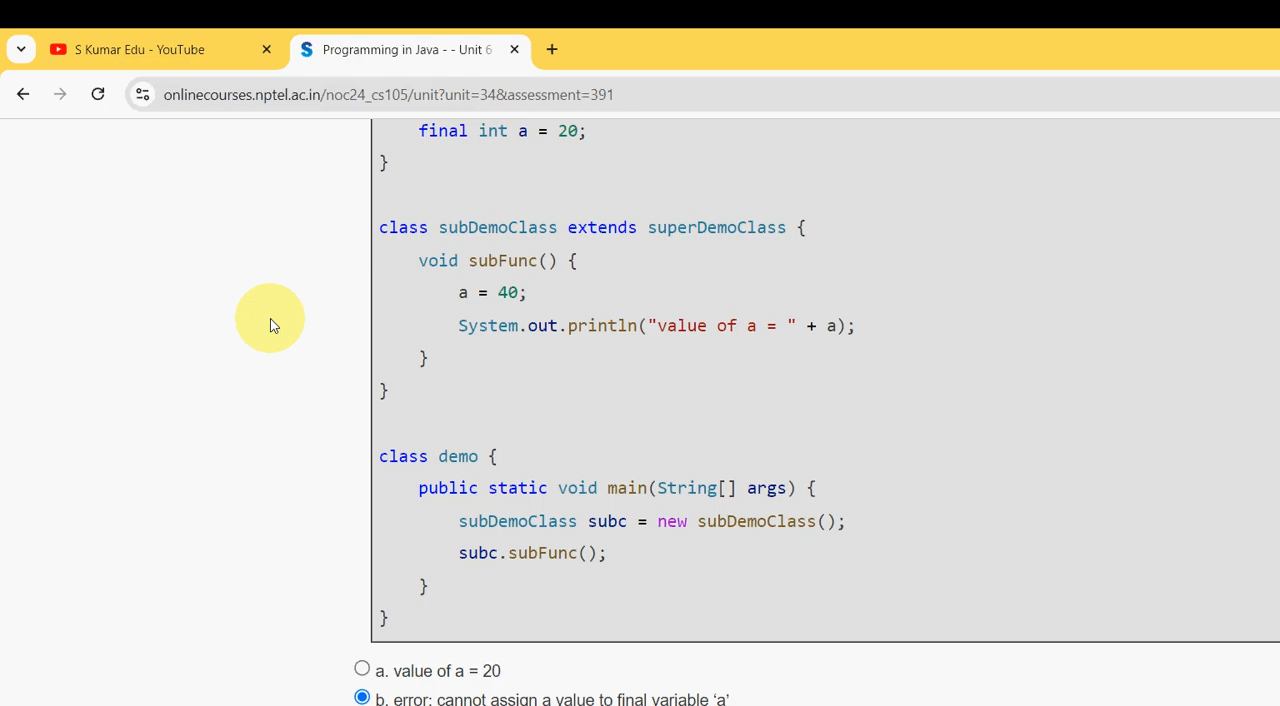 S Kumar Edu - YouTube
Programming in Java - - Unit 6
onlinecourses.nptel.ac.in/noc24_cs105/unit?unit=34&assessment=391
final int a = 20;
}
class subDemoClass extends superDemoClass {
void subFunc() {
a = 40;
System.out.println("value of a = " + a);
}
}
class demo {
public static void main(String[] args) {
subDemoClass subc = new subDemoClass();
subc.subFunc();
}
}
a. value of a = 20
b. error: cannot assign a value to final variable ‘a’